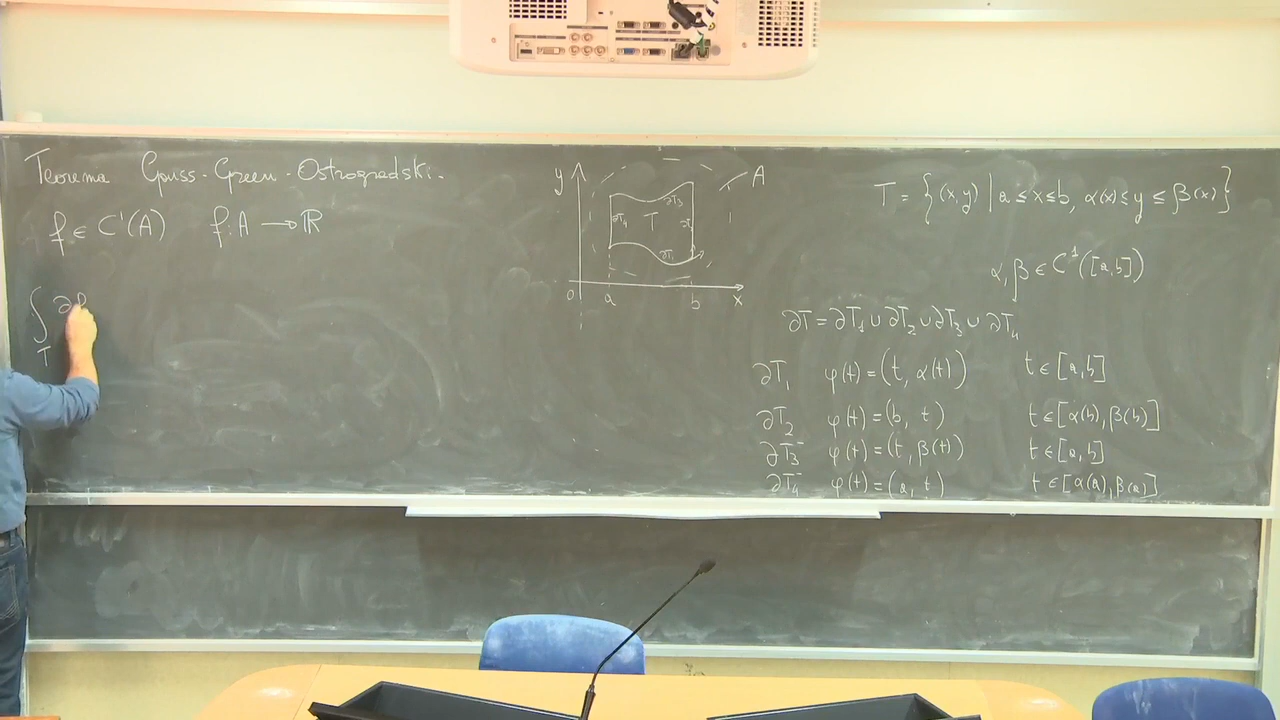 Teorema Gauss-Green-Ostrogradski.
f ∈ C¹(A) f: A → ℝ
∫_T ∂f
y
A
∂T₃
∂T₄ T ∂T₂
∂T₁
0 a b x
T = {(x,y) | a ≤ x ≤ b, α(x) ≤ y ≤ β(x)}
α, β ∈ C¹([a,b])
∂T = ∂T₁ ∪ ∂T₂ ∪ ∂T₃ ∪ ∂T₄
∂T₁ φ(t) = (t, α(t)) t ∈ [a,b]
∂T₂ φ(t) = (b, t) t ∈ [α(b), β(b)]
∂T₃⁻ φ(t) = (t, β(t)) t ∈ [a,b]
∂T₄⁻ φ(t) = (a, t) t ∈ [α(a), β(a)]